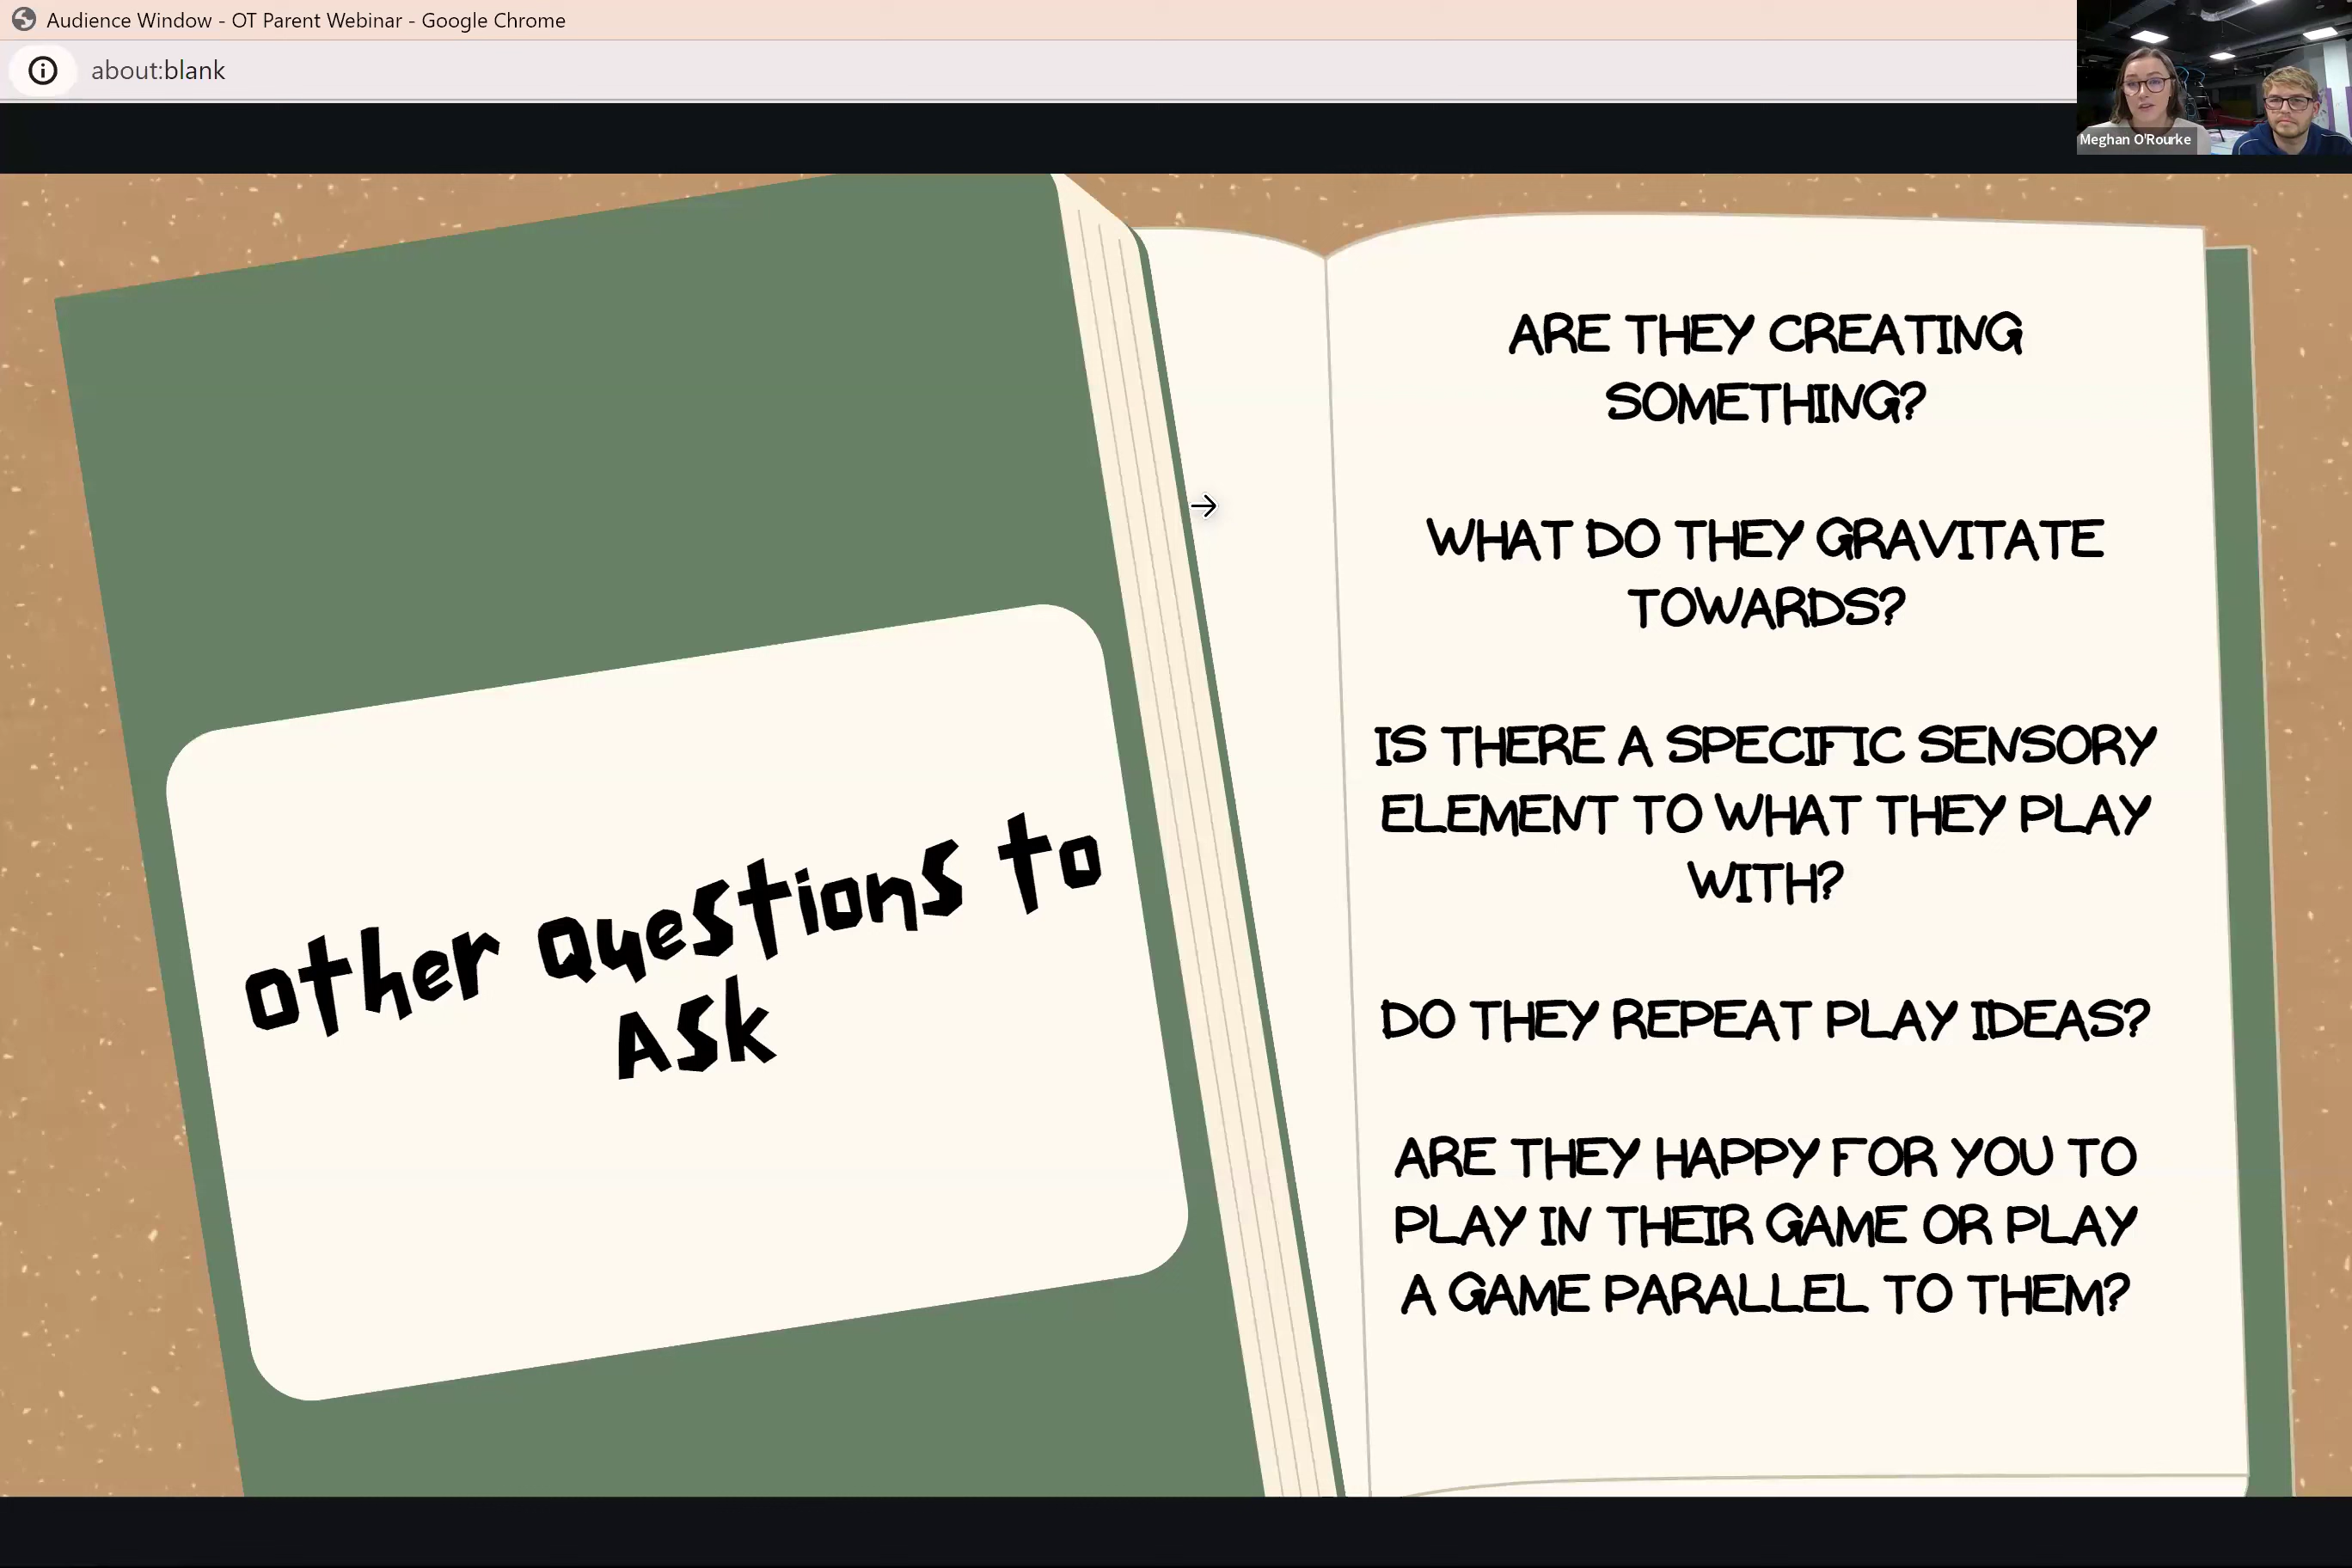 Audience Window - OT Parent Webinar - Google Chrome
about:blank
Meghan O'Rourke
Other Questions to
Ask
ARE THEY CREATING
SOMETHING?
WHAT DO THEY GRAVITATE
TOWARDS?
IS THERE A SPECIFIC SENSORY
ELEMENT TO WHAT THEY PLAY
WITH?
DO THEY REPEAT PLAY IDEAS?
ARE THEY HAPPY FOR YOU TO
PLAY IN THEIR GAME OR PLAY
A GAME PARALLEL TO THEM?